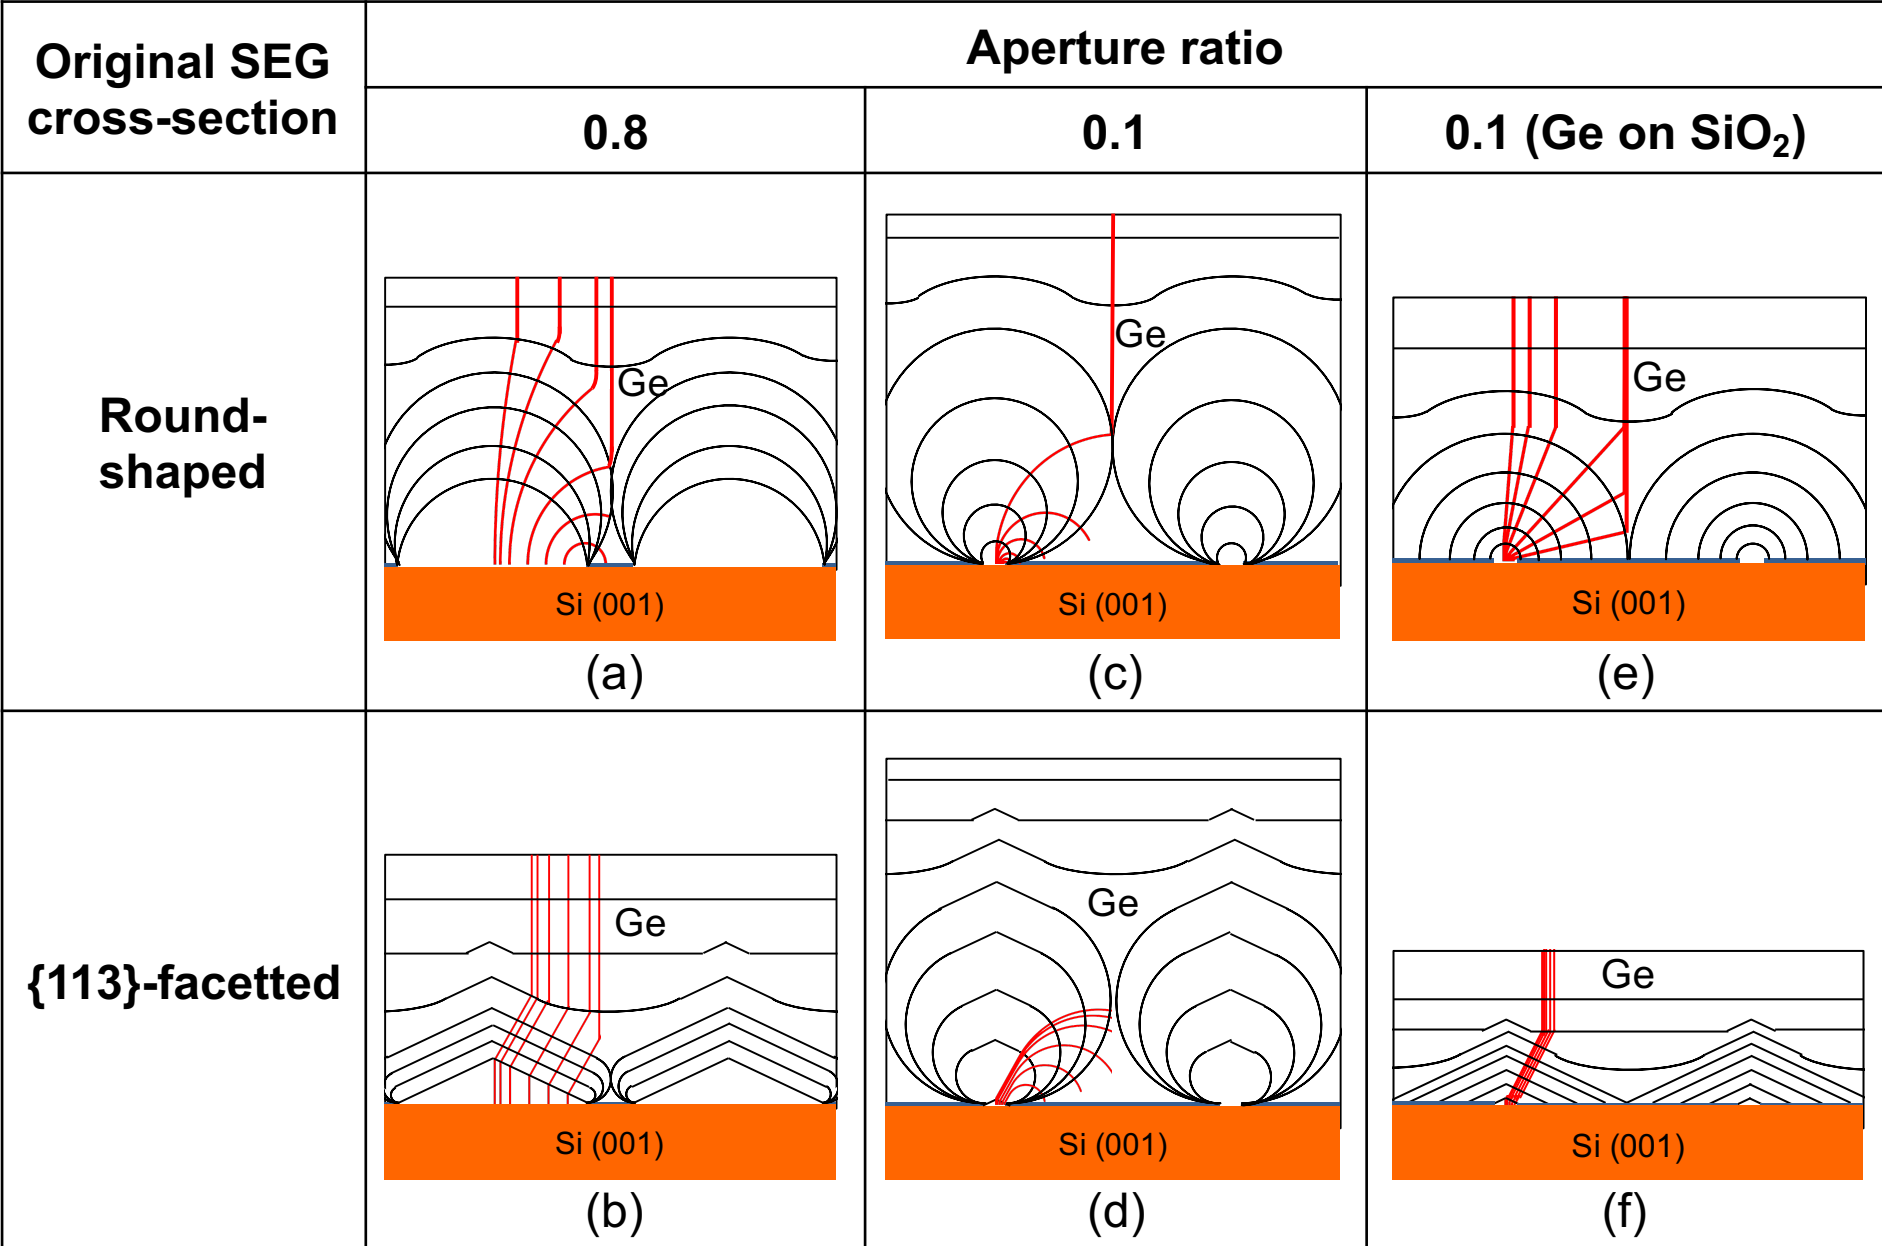 Original SEG
cross-section
Aperture ratio
0.8
0.1
0.1 (Ge on SiO₂)
Round-
shaped
Ge
Si (001)
(a)
Ge
Si (001)
(c)
Ge
Si (001)
(e)
{113}-facetted
Ge
Si (001)
(b)
Ge
Si (001)
(d)
Ge
Si (001)
(f)